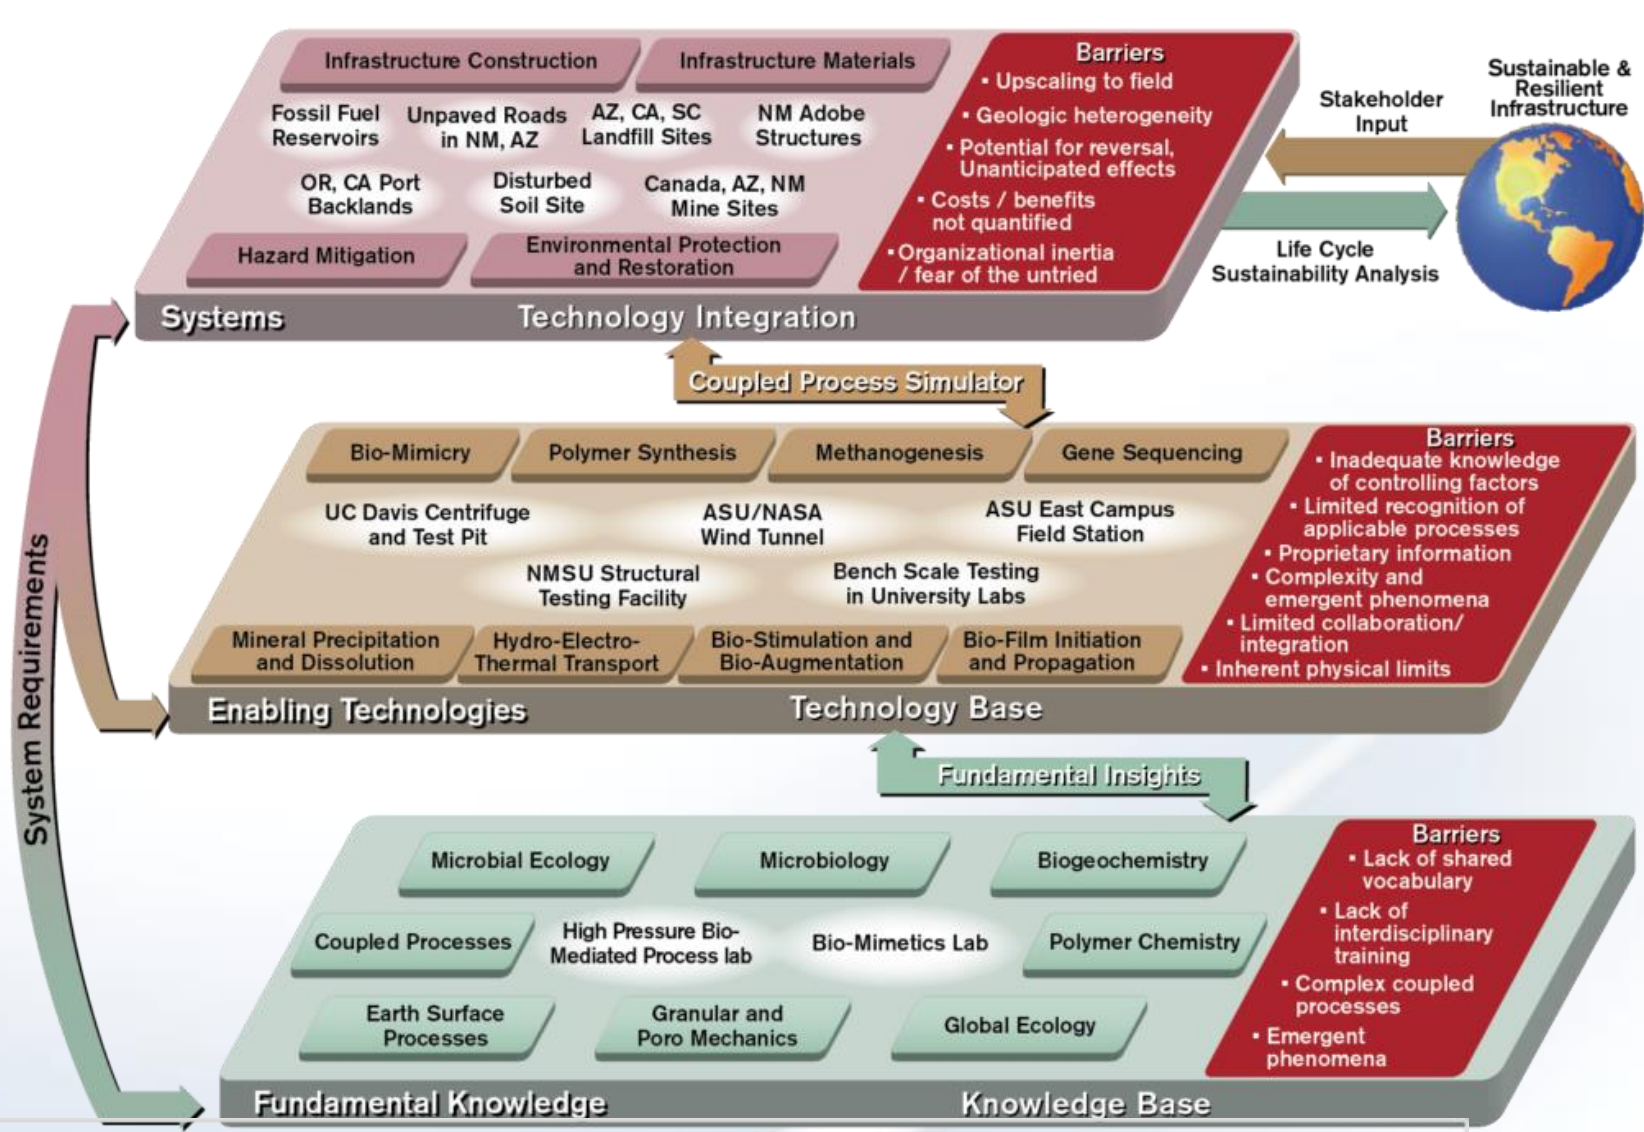 Infrastructure Construction
Infrastructure Materials
Fossil Fuel
Reservoirs
Unpaved Roads
in NM, AZ
AZ, CA, SC
Landfill Sites
NM Adobe
Structures
OR, CA Port
Backlands
Disturbed
Soil Site
Canada, AZ, NM
Mine Sites
Hazard Mitigation
Environmental Protection
and Restoration
Barriers
▪ Upscaling to field
▪ Geologic heterogeneity
▪ Potential for reversal,
Unanticipated effects
▪ Costs / benefits
not quantified
▪ Organizational inertia
/ fear of the untried
Systems
Technology Integration
Stakeholder
Input
Sustainable &
Resilient
Infrastructure
Life Cycle
Sustainability Analysis
Coupled Process Simulator
System Requirements
Bio-Mimicry
Polymer Synthesis
Methanogenesis
Gene Sequencing
UC Davis Centrifuge
and Test Pit
ASU/NASA
Wind Tunnel
ASU East Campus
Field Station
NMSU Structural
Testing Facility
Bench Scale Testing
in University Labs
Mineral Precipitation
and Dissolution
Hydro-Electro-
Thermal Transport
Bio-Stimulation and
Bio-Augmentation
Bio-Film Initiation
and Propagation
Barriers
▪ Inadequate knowledge
of controlling factors
▪ Limited recognition of
applicable processes
▪ Proprietary information
▪ Complexity and
emergent phenomena
▪ Limited collaboration/
integration
▪ Inherent physical limits
Enabling Technologies
Technology Base
Fundamental Insights
Microbial Ecology
Microbiology
Biogeochemistry
Coupled Processes
High Pressure Bio-
Mediated Process lab
Bio-Mimetics Lab
Polymer Chemistry
Earth Surface
Processes
Granular and
Poro Mechanics
Global Ecology
Barriers
▪ Lack of shared
vocabulary
▪ Lack of
interdisciplinary
training
▪ Complex coupled
processes
▪ Emergent
phenomena
Fundamental Knowledge
Knowledge Base